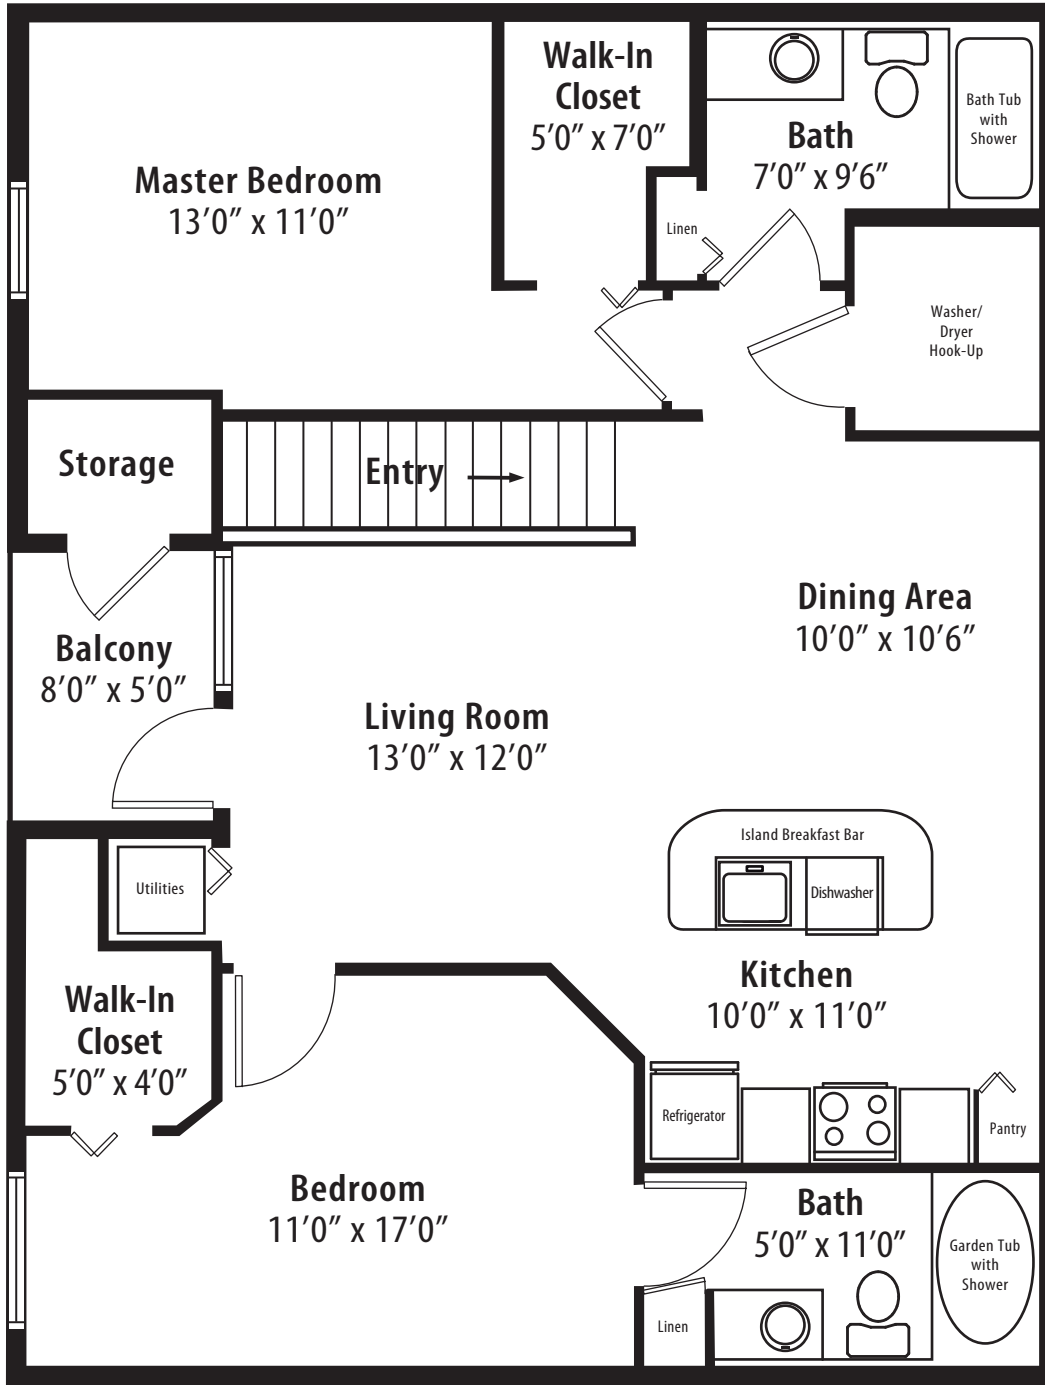 Walk-In
Closet
5’0” x 7’0”
Bath Tub
with
Shower
Bath
7’0” x 9’6”
Master Bedroom
13’0” x 11’0”
Linen
Washer/
Dryer
Hook-Up
Storage
Entry
Dining Area
10’0” x 10’6”
Balcony
8’0” x 5’0”
Living Room
13’0” x 12’0”
Island Breakfast Bar
Dishwasher
Utilities
Kitchen
10’0” x 11’0”
Walk-In
Closet
5’0” x 4’0”
Refrigerator
Pantry
Bedroom
11’0” x 17’0”
Bath
5’0” x 11’0”
Garden Tub
with
Shower
Linen